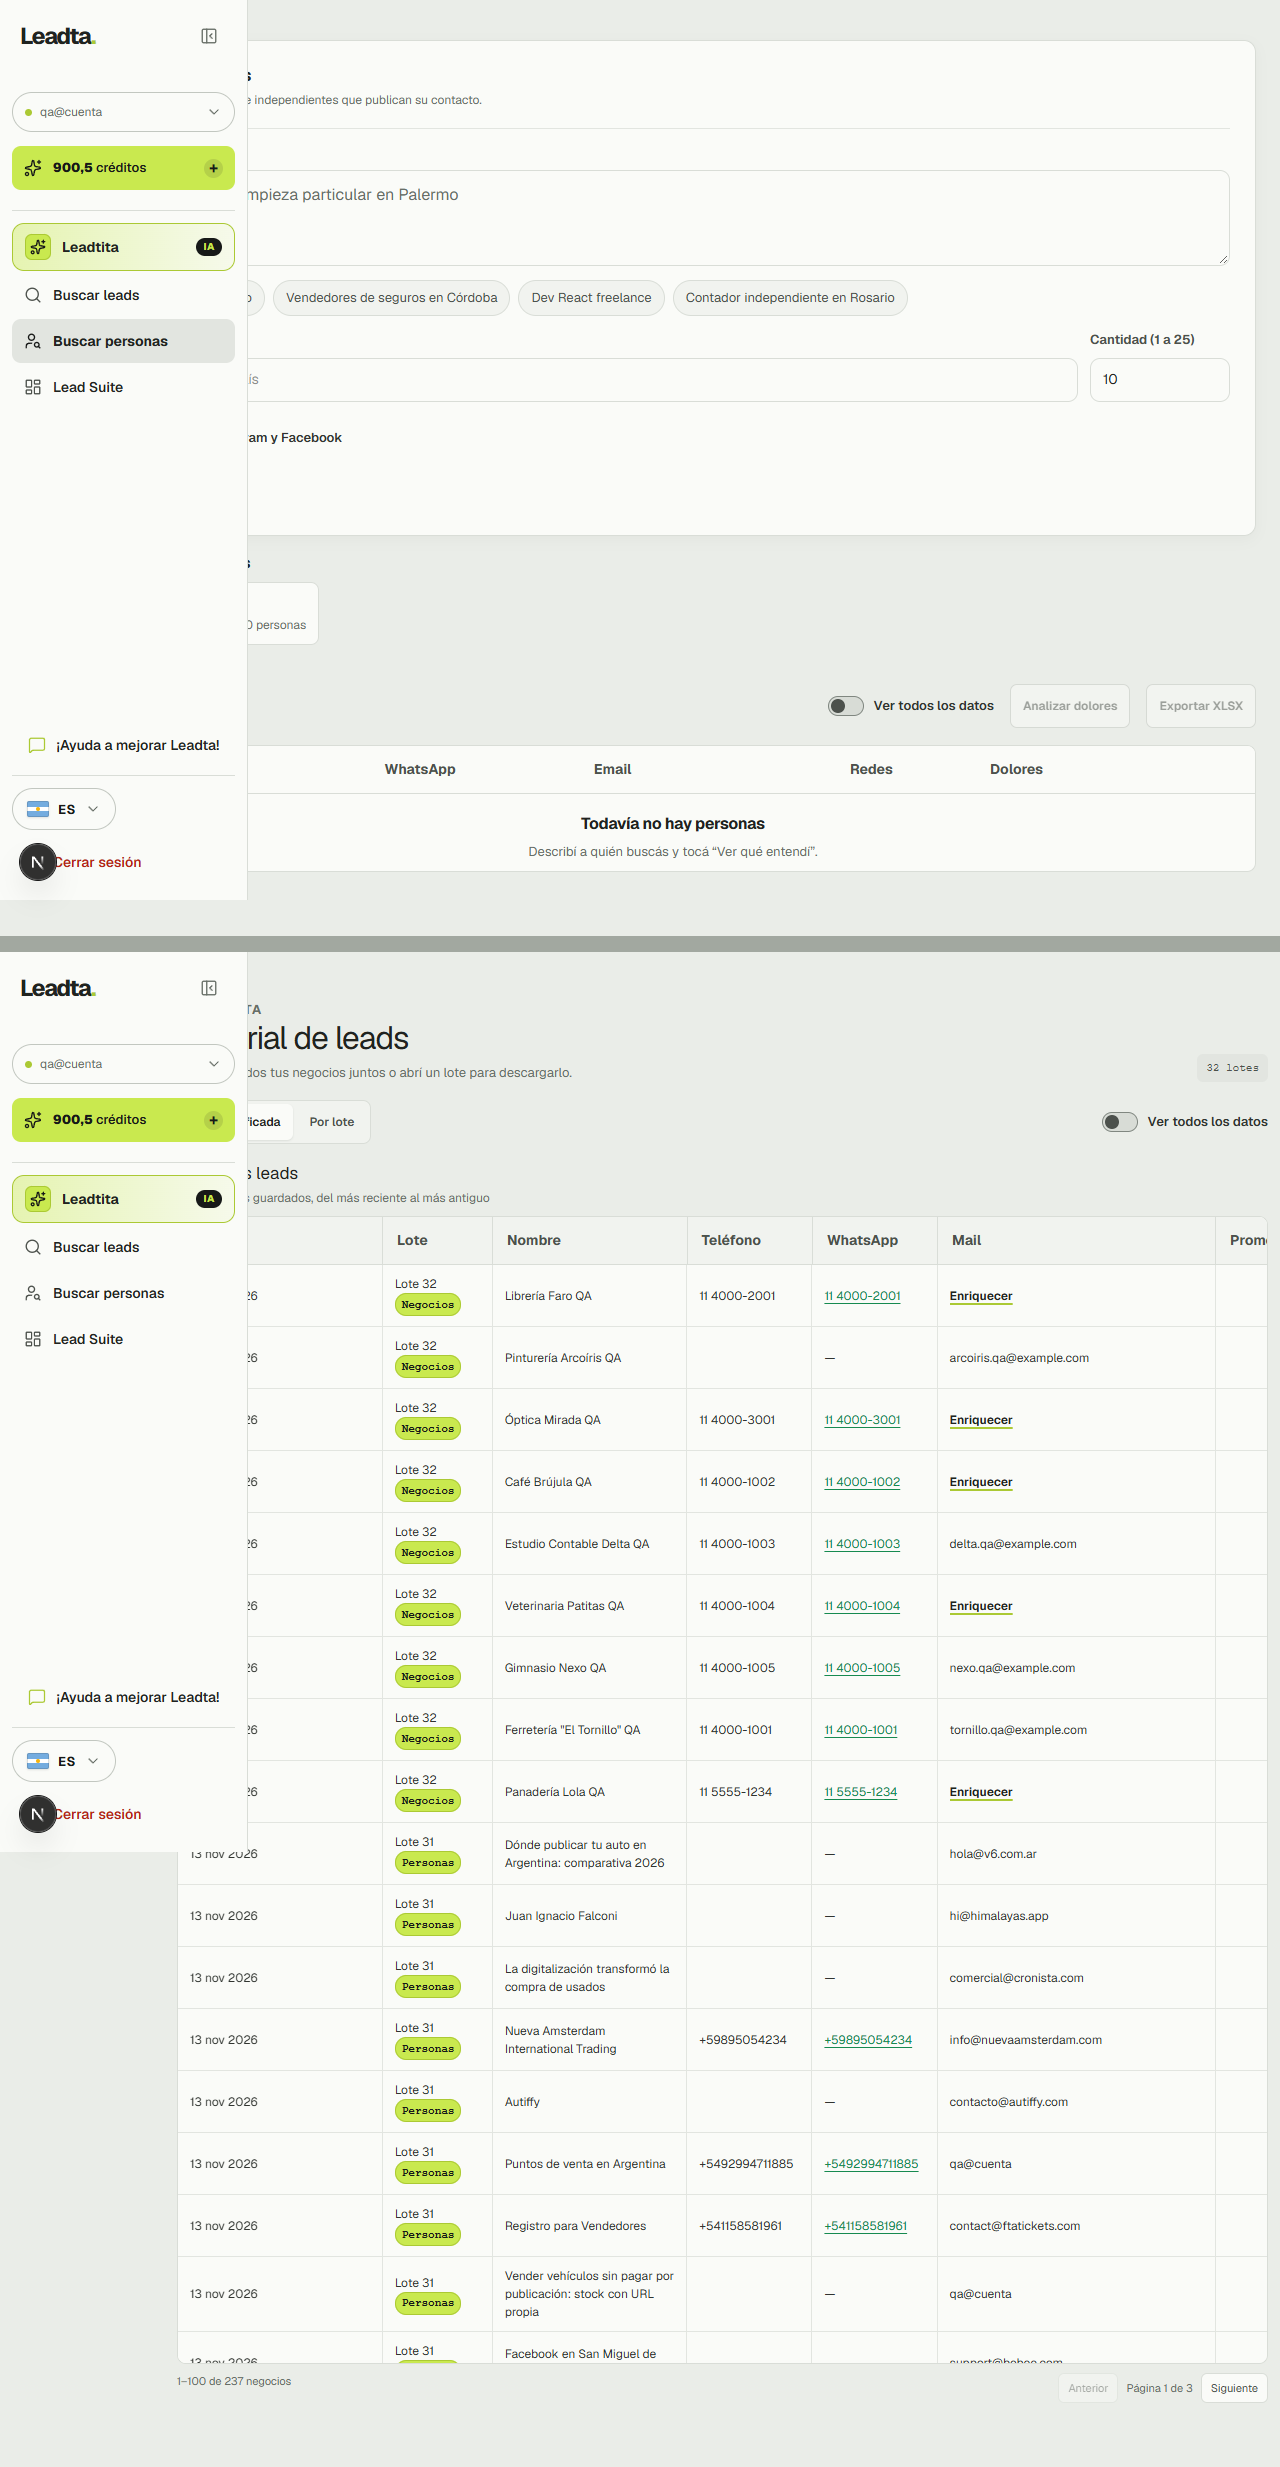 Leadta.
qa@cuenta
900,5 créditos
Leadtita IA
Buscar leads
Buscar personas
Lead Suite
¡Ayuda a mejorar Leadta!
ES
Cerrar sesión
independientes que publican su contacto.
en Palermo
particular
Vendedores de seguros en Córdoba
Dev React freelance
Contador independiente en Rosario
Cantidad (1 a 25)
10
y Facebook
personas
Ver todos los datos
Analizar dolores
Exportar XLSX
WhatsApp Email Redes Dolores
Todavía no hay personas
Describí a quién buscás y tocá “Ver qué entendí”.
Leadta.
qa@cuenta
900,5 créditos
Leadtita IA
Buscar leads
Buscar personas
Lead Suite
¡Ayuda a mejorar Leadta!
ES
Cerrar sesión
de leads
tus negocios juntos o abrí un lote para descargarlo.
32 lotes
Por lote
Ver todos los datos
leads
guardados, del más reciente al más antiguo
Lote Nombre Teléfono WhatsApp Mail
Lote 32
Negocios
Librería Faro QA 11 4000-2001 11 4000-2001 Enriquecer
Lote 32
Negocios
Pinturería Arcoíris QA — arcoiris.qa@example.com
Lote 32
Negocios
Óptica Mirada QA 11 4000-3001 11 4000-3001 Enriquecer
Lote 32
Negocios
Café Brújula QA 11 4000-1002 11 4000-1002 Enriquecer
Lote 32
Negocios
Estudio Contable Delta QA 11 4000-1003 11 4000-1003 delta.qa@example.com
Lote 32
Negocios
Veterinaria Patitas QA 11 4000-1004 11 4000-1004 Enriquecer
Lote 32
Negocios
Gimnasio Nexo QA 11 4000-1005 11 4000-1005 nexo.qa@example.com
Lote 32
Negocios
Ferretería "El Tornillo" QA 11 4000-1001 11 4000-1001 tornillo.qa@example.com
Lote 32
Negocios
Panadería Lola QA 11 5555-1234 11 5555-1234 Enriquecer
13 nov 2026
Lote 31
Personas
Dónde publicar tu auto en
Argentina: comparativa 2026
— hola@v6.com.ar
13 nov 2026
Lote 31
Personas
Juan Ignacio Falconi — hi@himalayas.app
13 nov 2026
Lote 31
Personas
La digitalización transformó la
compra de usados
— comercial@cronista.com
13 nov 2026
Lote 31
Personas
Nueva Amsterdam
International Trading
+59895054234 +59895054234 info@nuevaamsterdam.com
13 nov 2026
Lote 31
Personas
Autiffy — contacto@autiffy.com
13 nov 2026
Lote 31
Personas
Puntos de venta en Argentina +5492994711885 +5492994711885 qa@cuenta
13 nov 2026
Lote 31
Personas
Registro para Vendedores +541158581961 +541158581961 contact@ftatickets.com
13 nov 2026
Lote 31
Personas
Vender vehículos sin pagar por
publicación: stock con URL
propia
— qa@cuenta
13 nov 2026
Lote 31
Facebook en San Miguel de
1–100 de 237 negocios
Anterior
Página 1 de 3
Siguiente